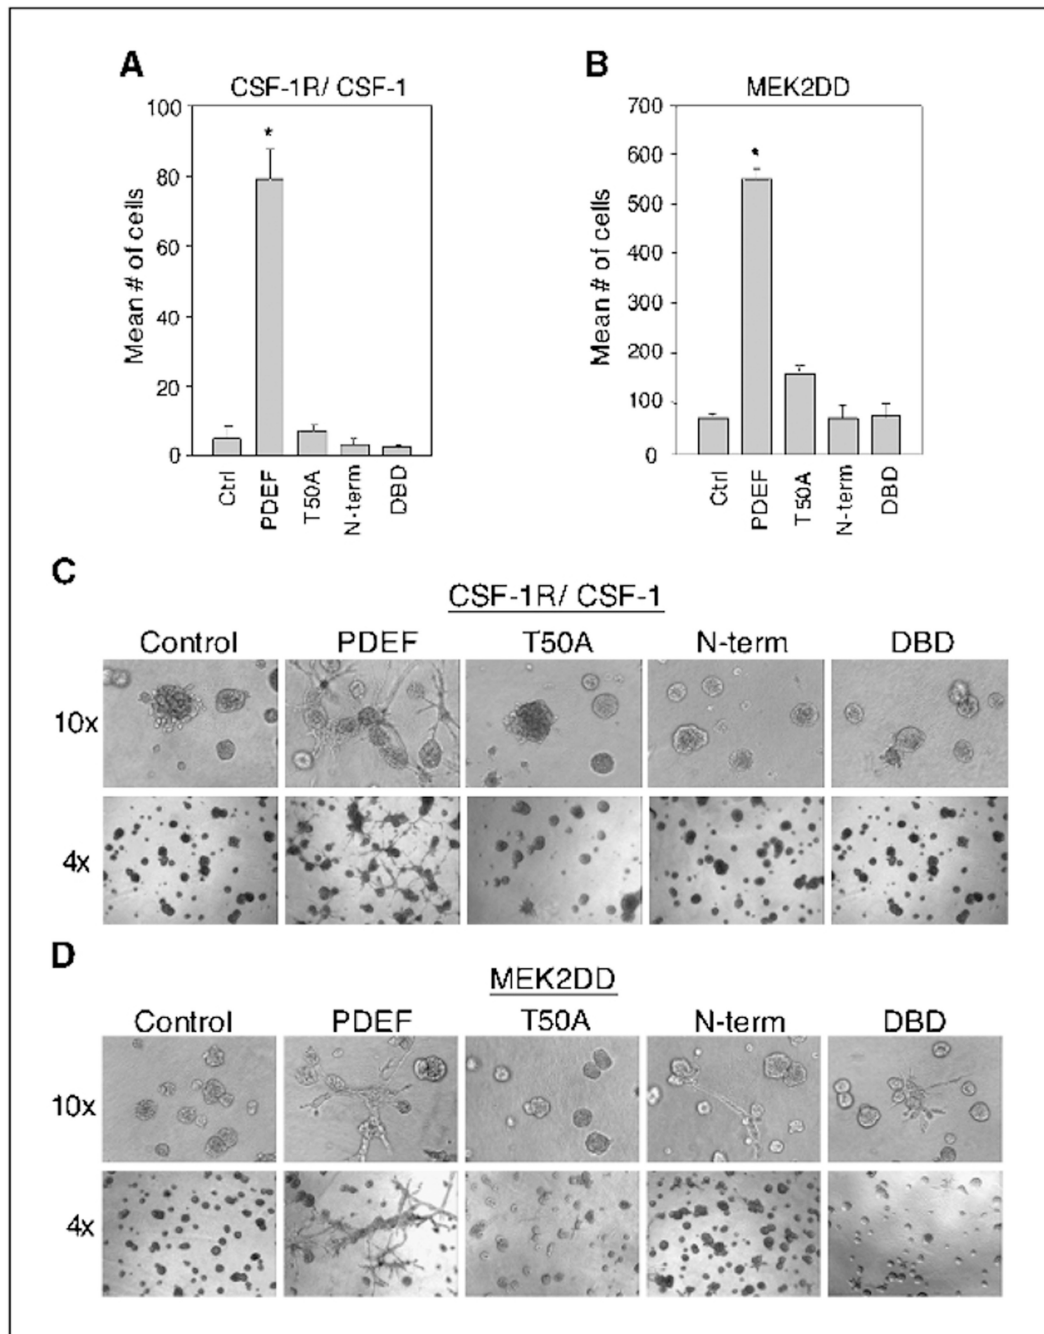 A
CSF-1R/ CSF-1
Mean # of cells
100
80
60
40
20
0
*
Ctrl
PDEF
T50A
N-term
DBD
B
MEK2DD
Mean # of cells
700
600
500
400
300
200
100
0
*
Ctrl
PDEF
T50A
N-term
DBD
C
CSF-1R/ CSF-1
Control PDEF T50A N-term DBD
10x
4x
D
MEK2DD
Control PDEF T50A N-term DBD
10x
4x